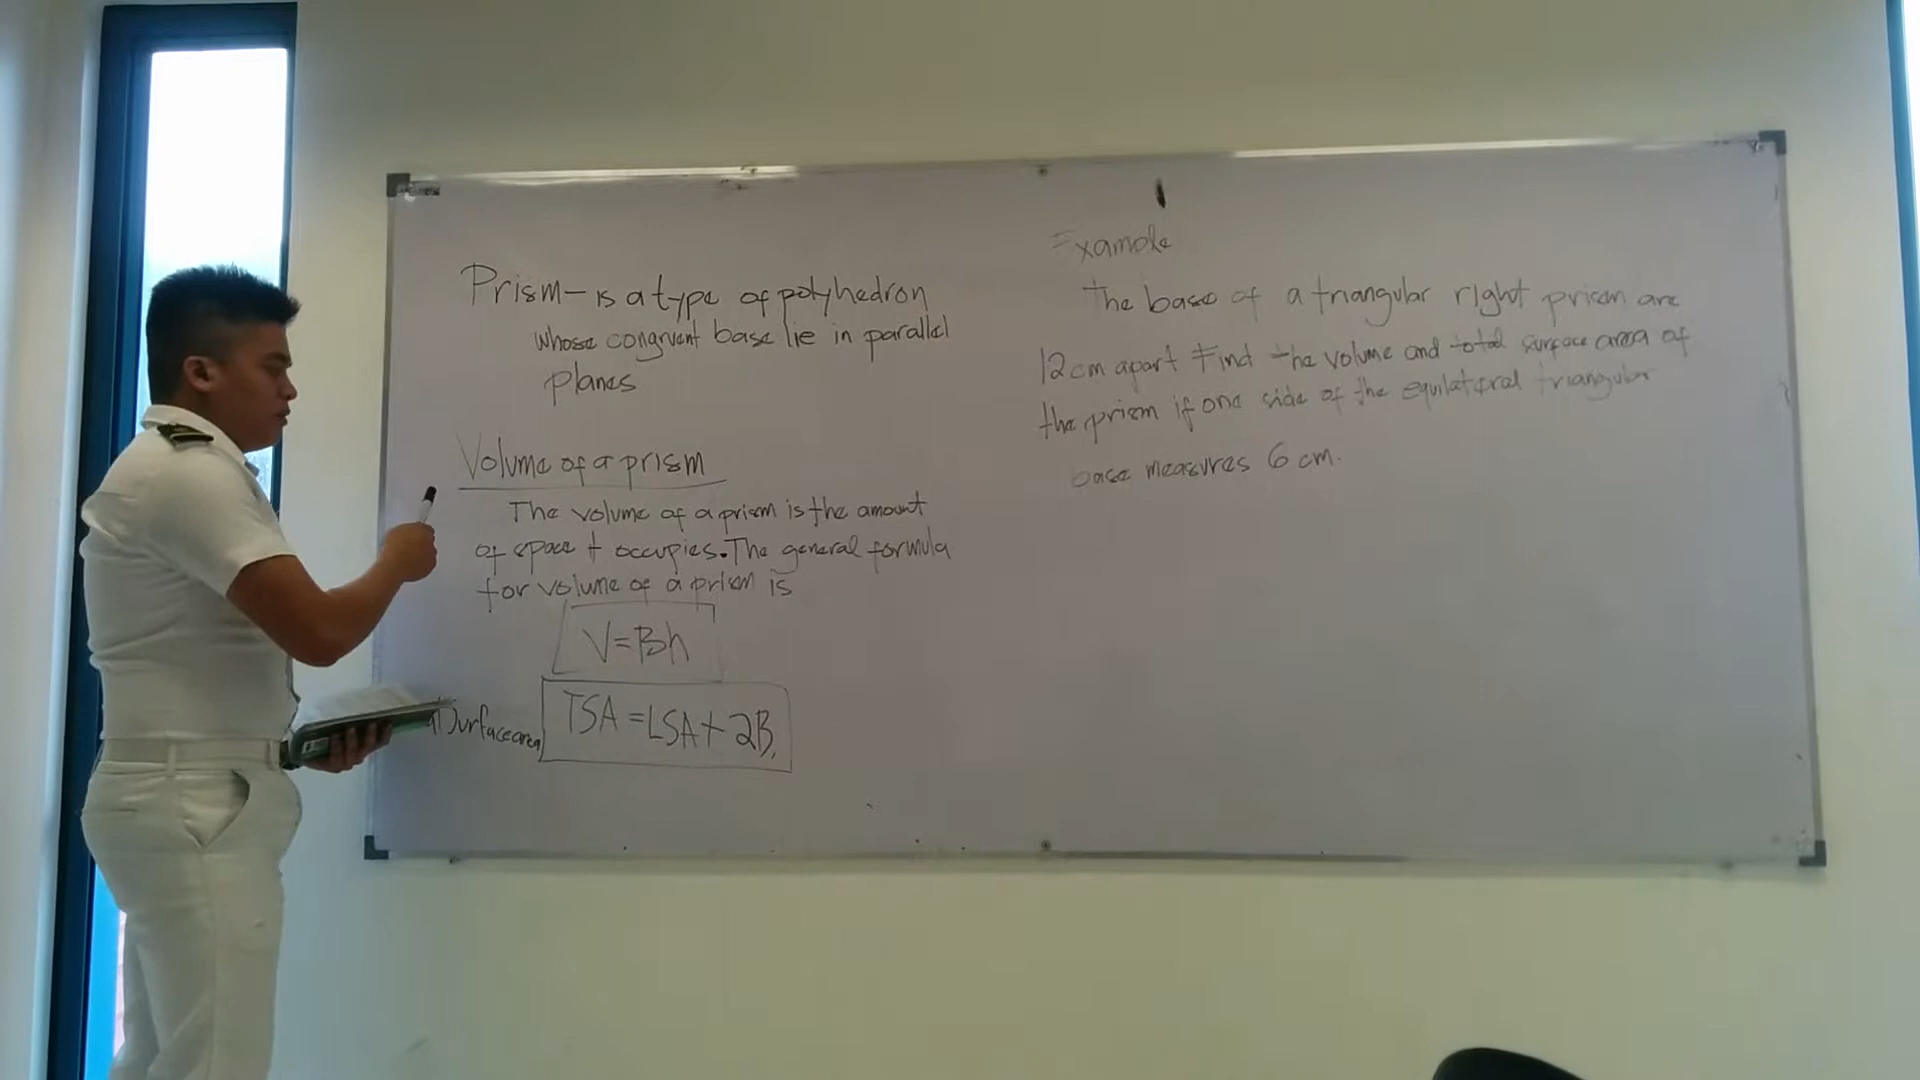 Prism - is a type of polyhedron
whose congruent base lie in parallel
planes
Volume of a prism
The volume of a prism is the amount
of space it occupies. The general formula
for volume of a prism is
V=Bh
Surface area
TSA = LSA + 2B
Example
The base of a triangular right prism are
12 cm apart Find the volume and total surface area of
the prism if one side of the equilateral triangular
base measures 6 cm.